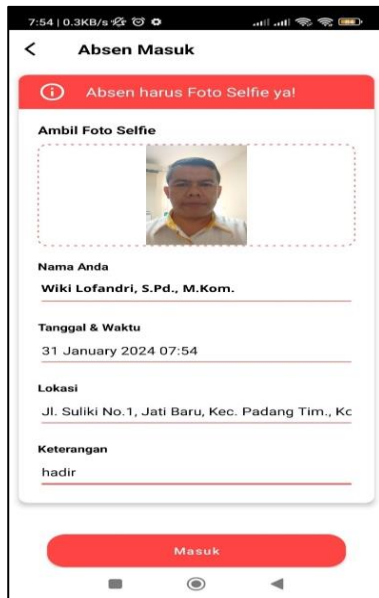 7:54 | 0.3KB/s
Absen Masuk
Absen harus Foto Selfie ya!
Ambil Foto Selfie
Nama Anda
Wiki Lofandri, S.Pd., M.Kom.
Tanggal & Waktu
31 January 2024 07:54
Lokasi
Jl. Suliki No.1, Jati Baru, Kec. Padang Tim., Kc
Keterangan
hadir
Masuk